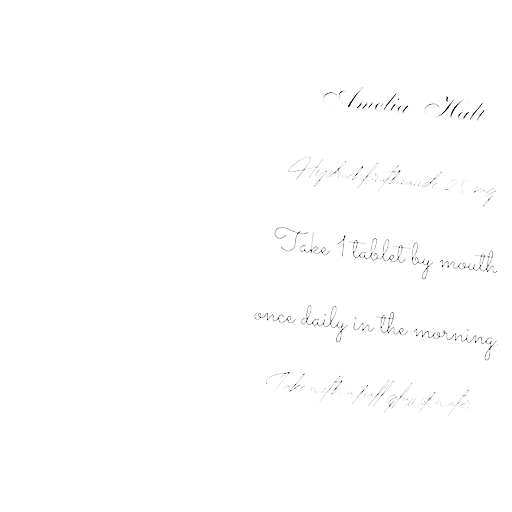 Amelia Hall
Hydrochlorothiazide 25 mg
Take 1 tablet by mouth
once daily in the morning.
Take with a full glass of water